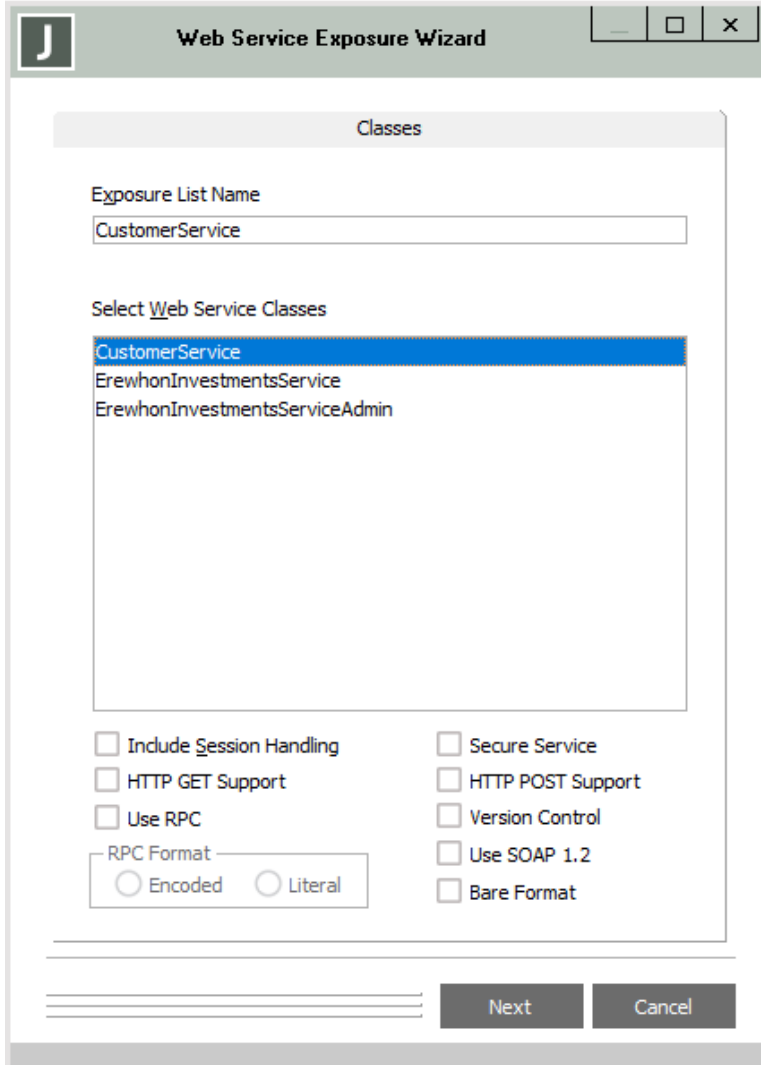 J
Web Service Exposure Wizard
Classes
Exposure List Name
CustomerService
Select Web Service Classes
CustomerService
ErewhonInvestmentsService
ErewhonInvestmentsServiceAdmin
Include Session Handling
Secure Service
HTTP GET Support
HTTP POST Support
Use RPC
Version Control
RPC Format
Use SOAP 1.2
Encoded
Literal
Bare Format
Next
Cancel